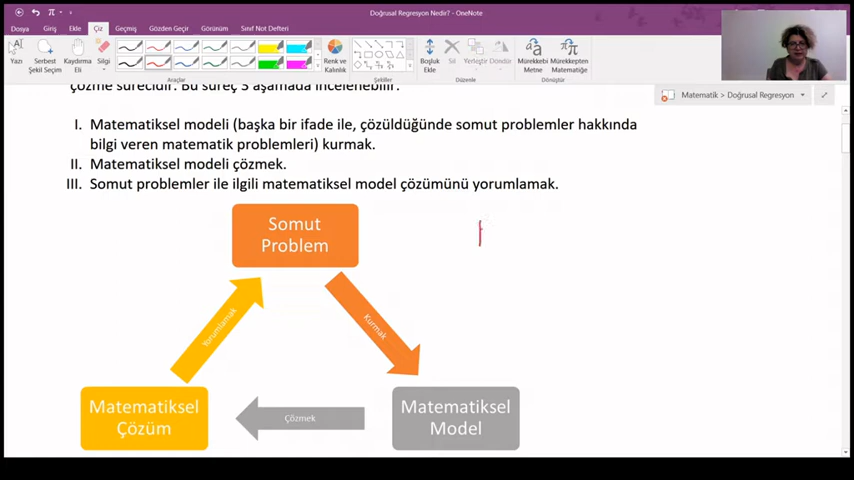 Doğrusal Regresyon Nedir? - OneNote
Dosya Giriş Ekle Çiz Geçmiş Gözden Geçir Görünüm Sınıf Not Defteri
Yazı Serbest Şekil Seçim Kaydırma Eli Silgi Renk ve Kalınlık Boşluk Ekle Sil Yerleştir Döndür Mürekkebi Metne Mürekkepten Matematiğe
Araçlar Şekiller Düzenle Dönüştür
çözme sürecidir. Bu süreç 3 aşamada incelenebilir.
Matematik > Doğrusal Regresyon
I. Matematiksel modeli (başka bir ifade ile, çözüldüğünde somut problemler hakkında
bilgi veren matematik problemleri) kurmak.
II. Matematiksel modeli çözmek.
III. Somut problemler ile ilgili matematiksel model çözümünü yorumlamak.
Somut
Problem
Yorumlamak
Kurmak
Matematiksel
Çözüm
Çözmek
Matematiksel
Model